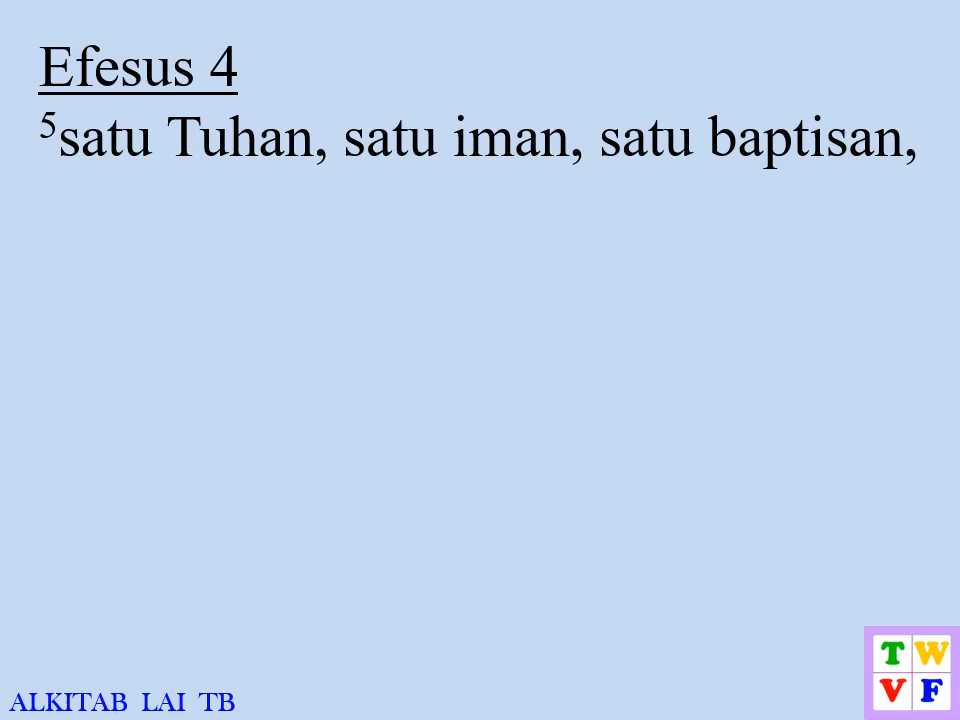 Efesus 4
5satu Tuhan, satu iman, satu baptisan,
T W
V F
ALKITAB LAI TB